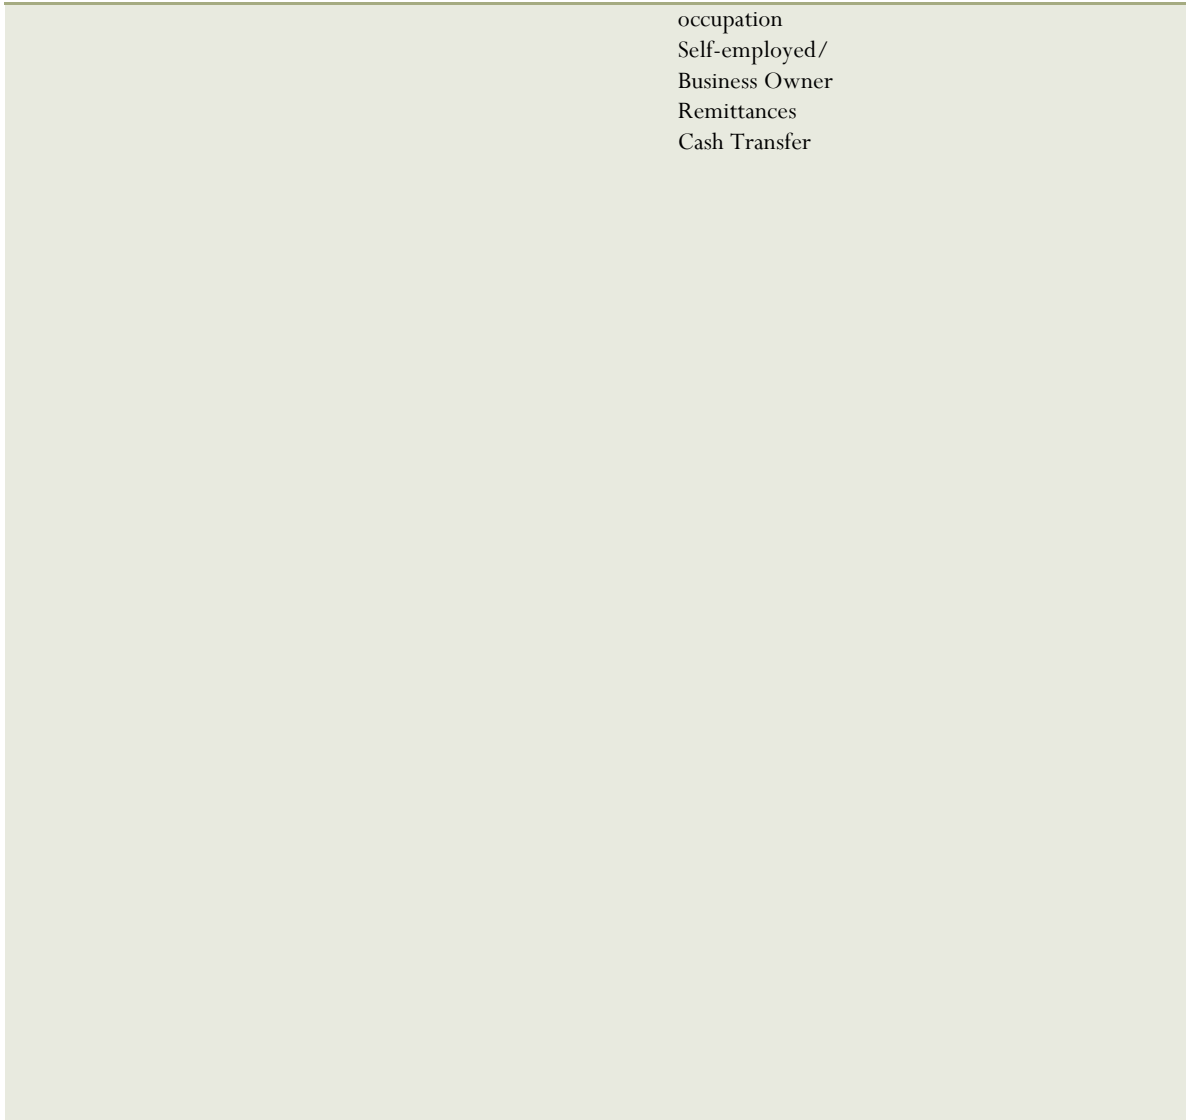 occupation
Self-employed/
Business Owner
Remittances
Cash Transfer